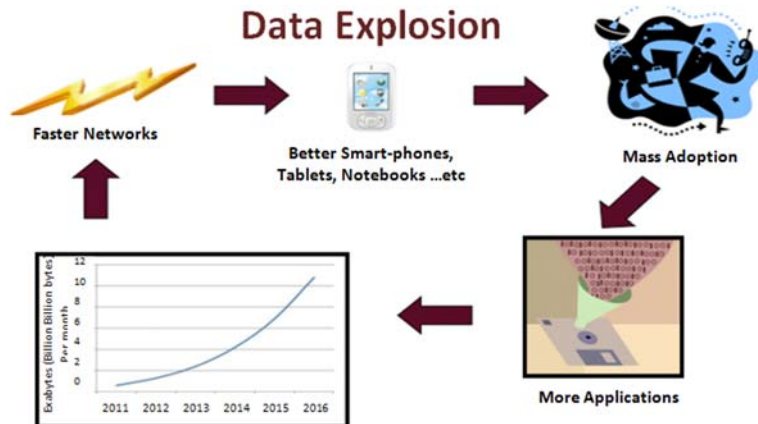 Data Explosion
Faster Networks
Better Smart-phones,
Tablets, Notebooks ...etc
Mass Adoption
More Applications
Exabytes (Billion Billion bytes)
Per month
12
10
8
6
4
2
0
2011 2012 2013 2014 2015 2016